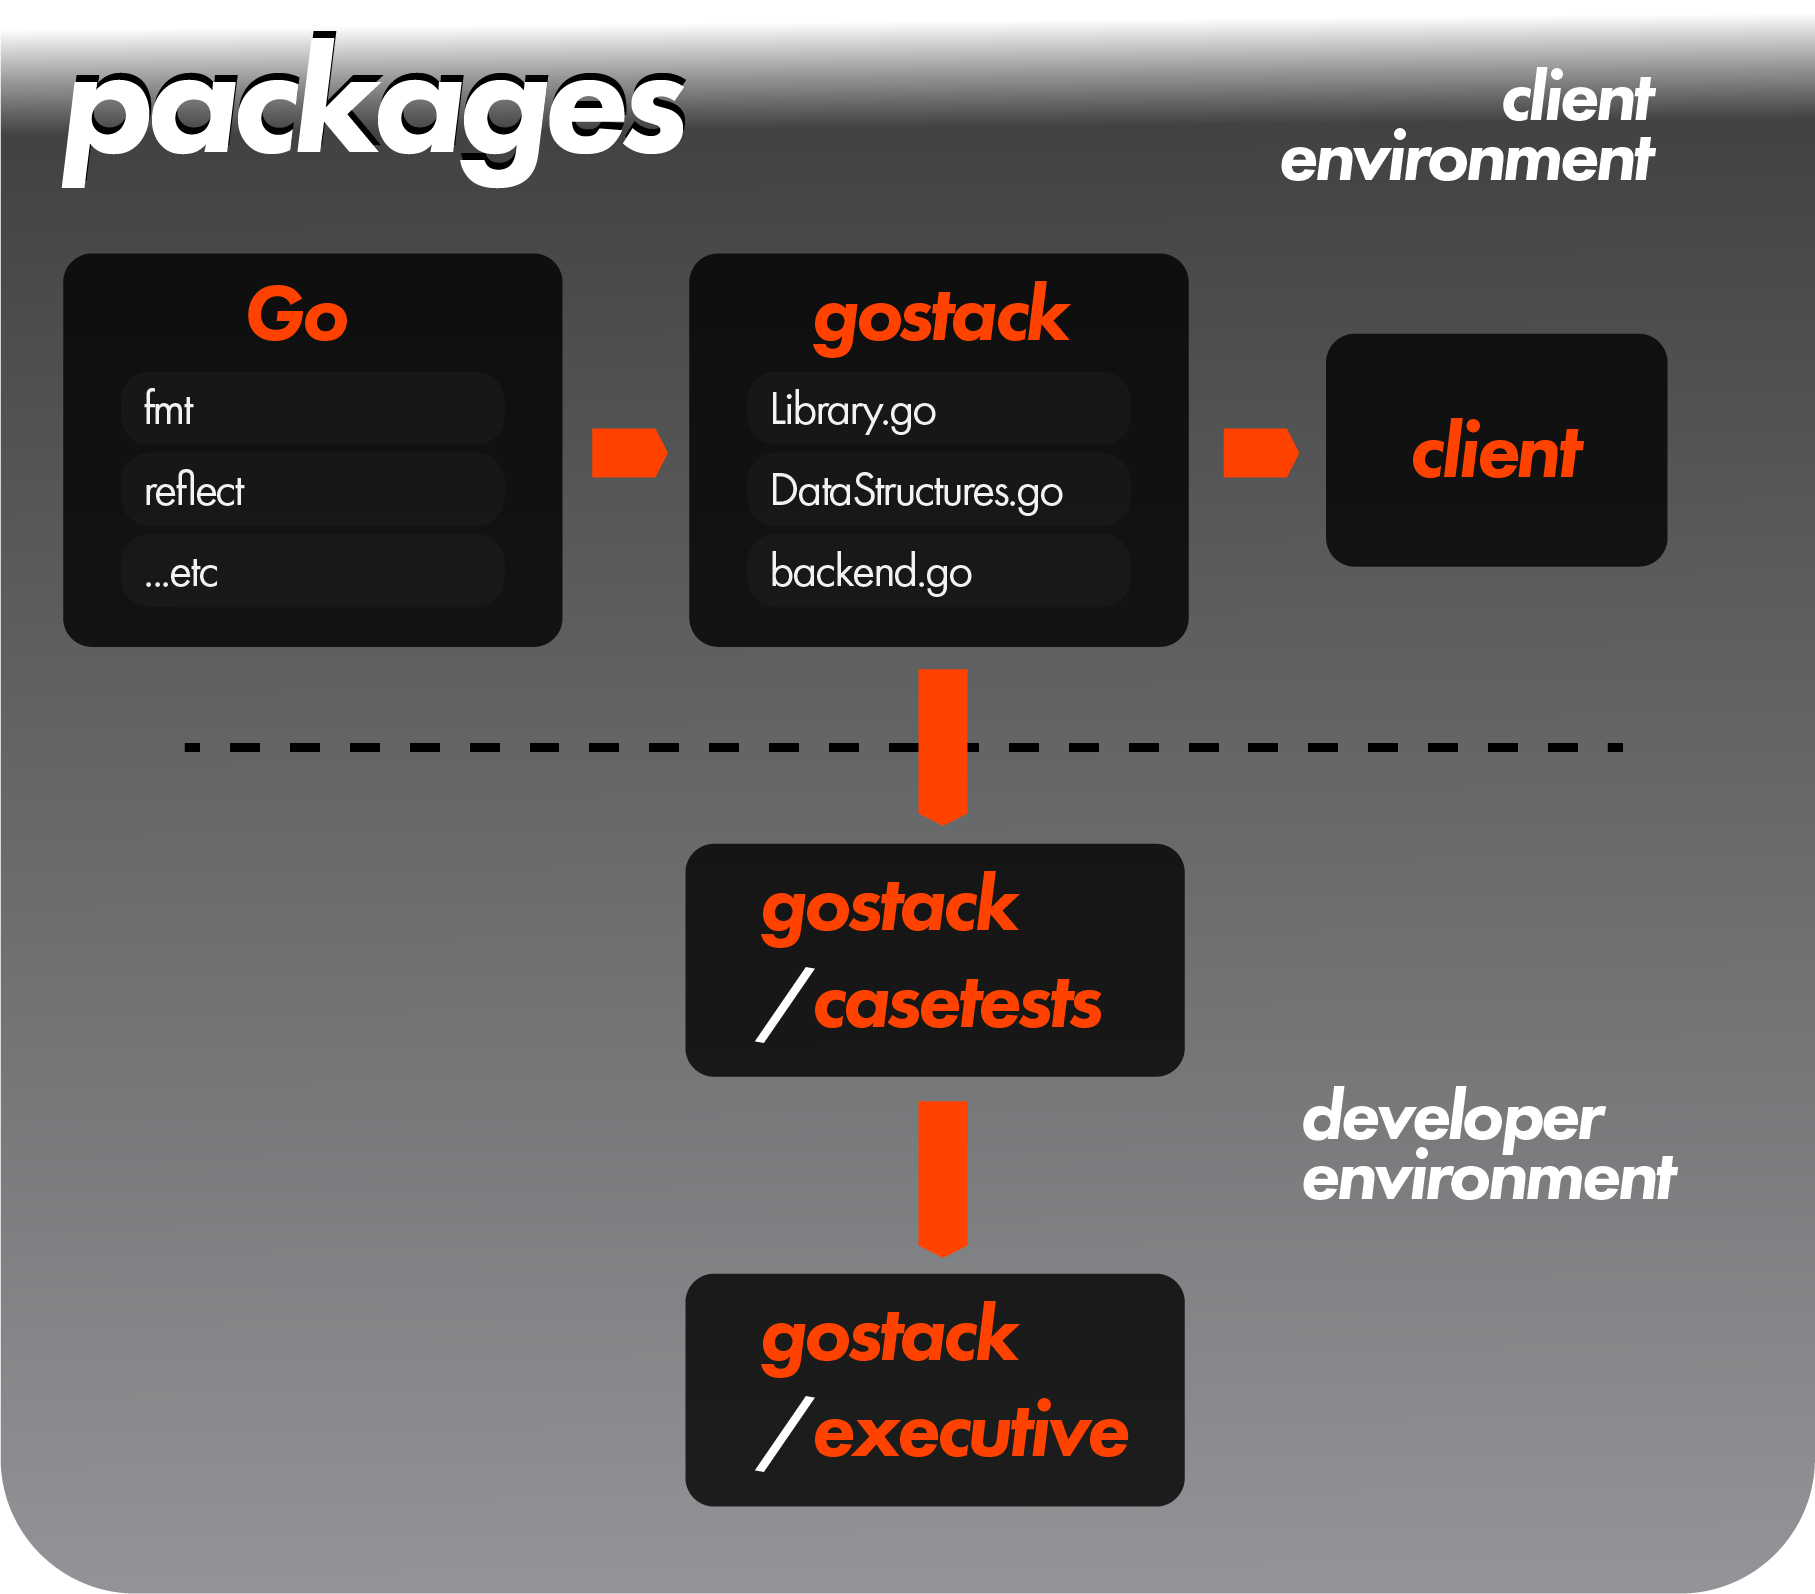 packages
client
environment
Go
fmt
reflect
...etc
gostack
Library.go
DataStructures.go
backend.go
client
gostack
/casetests
developer
environment
gostack
/executive